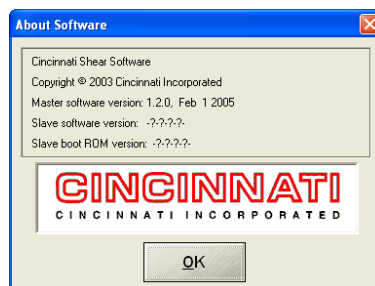 About Software
Cincinnati Shear Software
Copyright © 2003 Cincinnati Incorporated
Master software version: 1.2.0, Feb 1 2005
Slave software version: -?-?-?-?-
Slave boot ROM version: -?-?-?-?-
CINCINNATI
CINCINNATI INCORPORATED
OK